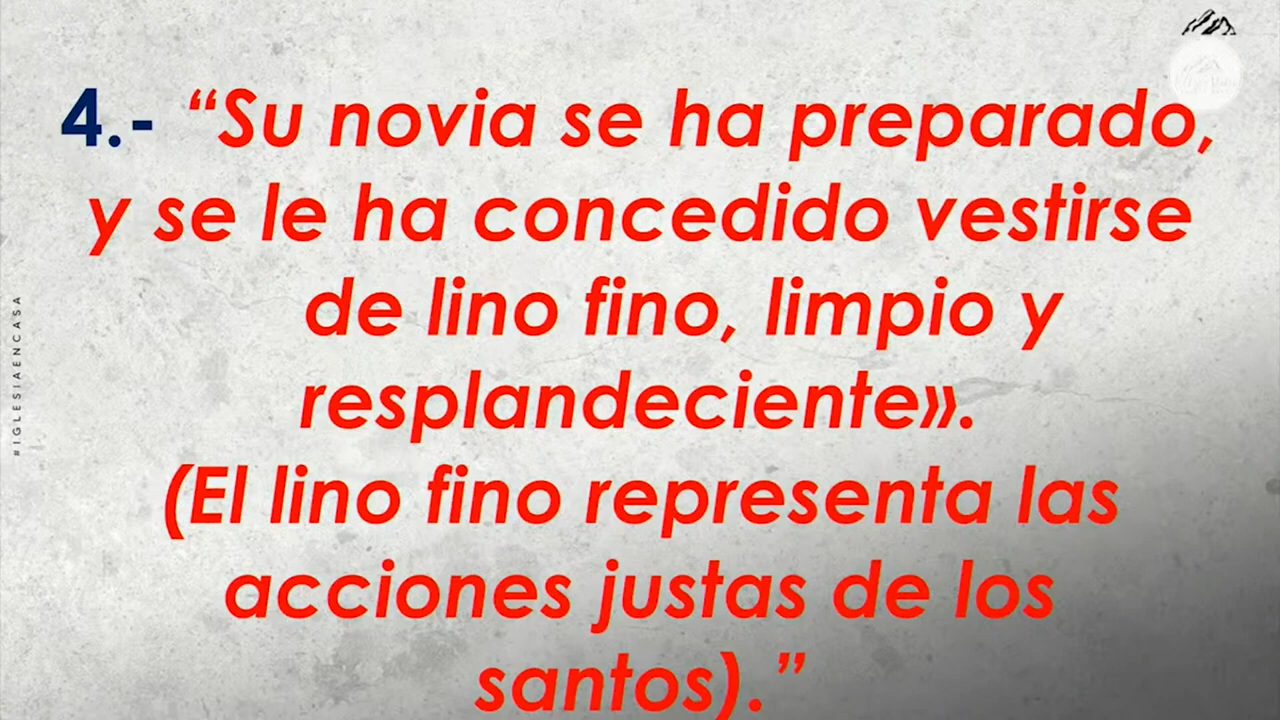 4.- “Su novia se ha preparado,
y se le ha concedido vestirse
de lino fino, limpio y
resplandeciente».
(El lino fino representa las
acciones justas de los
santos).”
#IGLESIAENCASA